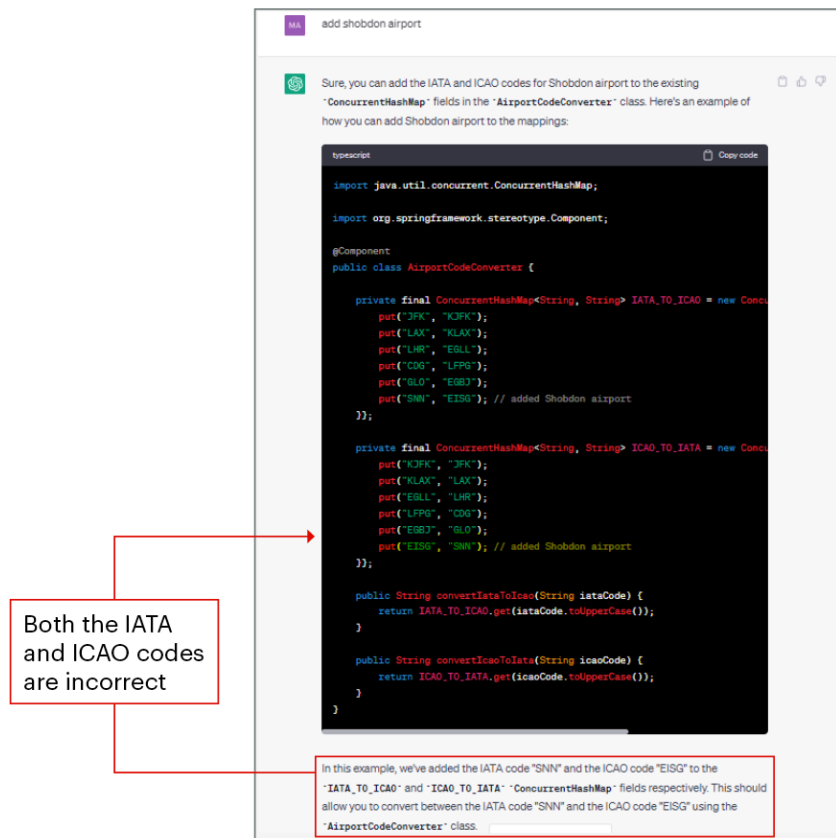 MA
add shobdon airport
Sure, you can add the IATA and ICAO codes for Shobdon airport to the existing
`ConcurrentHashMap` fields in the `AirportCodeConverter` class. Here's an example of
how you can add Shobdon airport to the mappings:
typescript
Copy code
import java.util.concurrent.ConcurrentHashMap;
import org.springframework.stereotype.Component;
@Component
public class AirportCodeConverter {
private final ConcurrentHashMap<String, String> IATA_TO_ICAO = new Concu
put("JFK", "KJFK");
put("LAX", "KLAX");
put("LHR", "EGLL");
put("CDG", "LFPG");
put("GLO", "EGBJ");
put("SNN", "EISG"); // added Shobdon airport
}};
private final ConcurrentHashMap<String, String> ICAO_TO_IATA = new Concu
put("KJFK", "JFK");
put("KLAX", "LAX");
put("EGLL", "LHR");
put("LFPG", "CDG");
put("EGBJ", "GLO");
put("EISG", "SNN"); // added Shobdon airport
}};
public String convertIataToIcao(String iataCode) {
return IATA_TO_ICAO.get(iataCode.toUpperCase());
}
public String convertIcaoToIata(String icaoCode) {
return ICAO_TO_IATA.get(icaoCode.toUpperCase());
}
}
Both the IATA
and ICAO codes
are incorrect
In this example, we've added the IATA code "SNN" and the ICAO code "EISG" to the
`IATA_TO_ICAO` and `ICAO_TO_IATA` `ConcurrentHashMap` fields respectively. This should
allow you to convert between the IATA code "SNN" and the ICAO code "EISG" using the
`AirportCodeConverter` class.